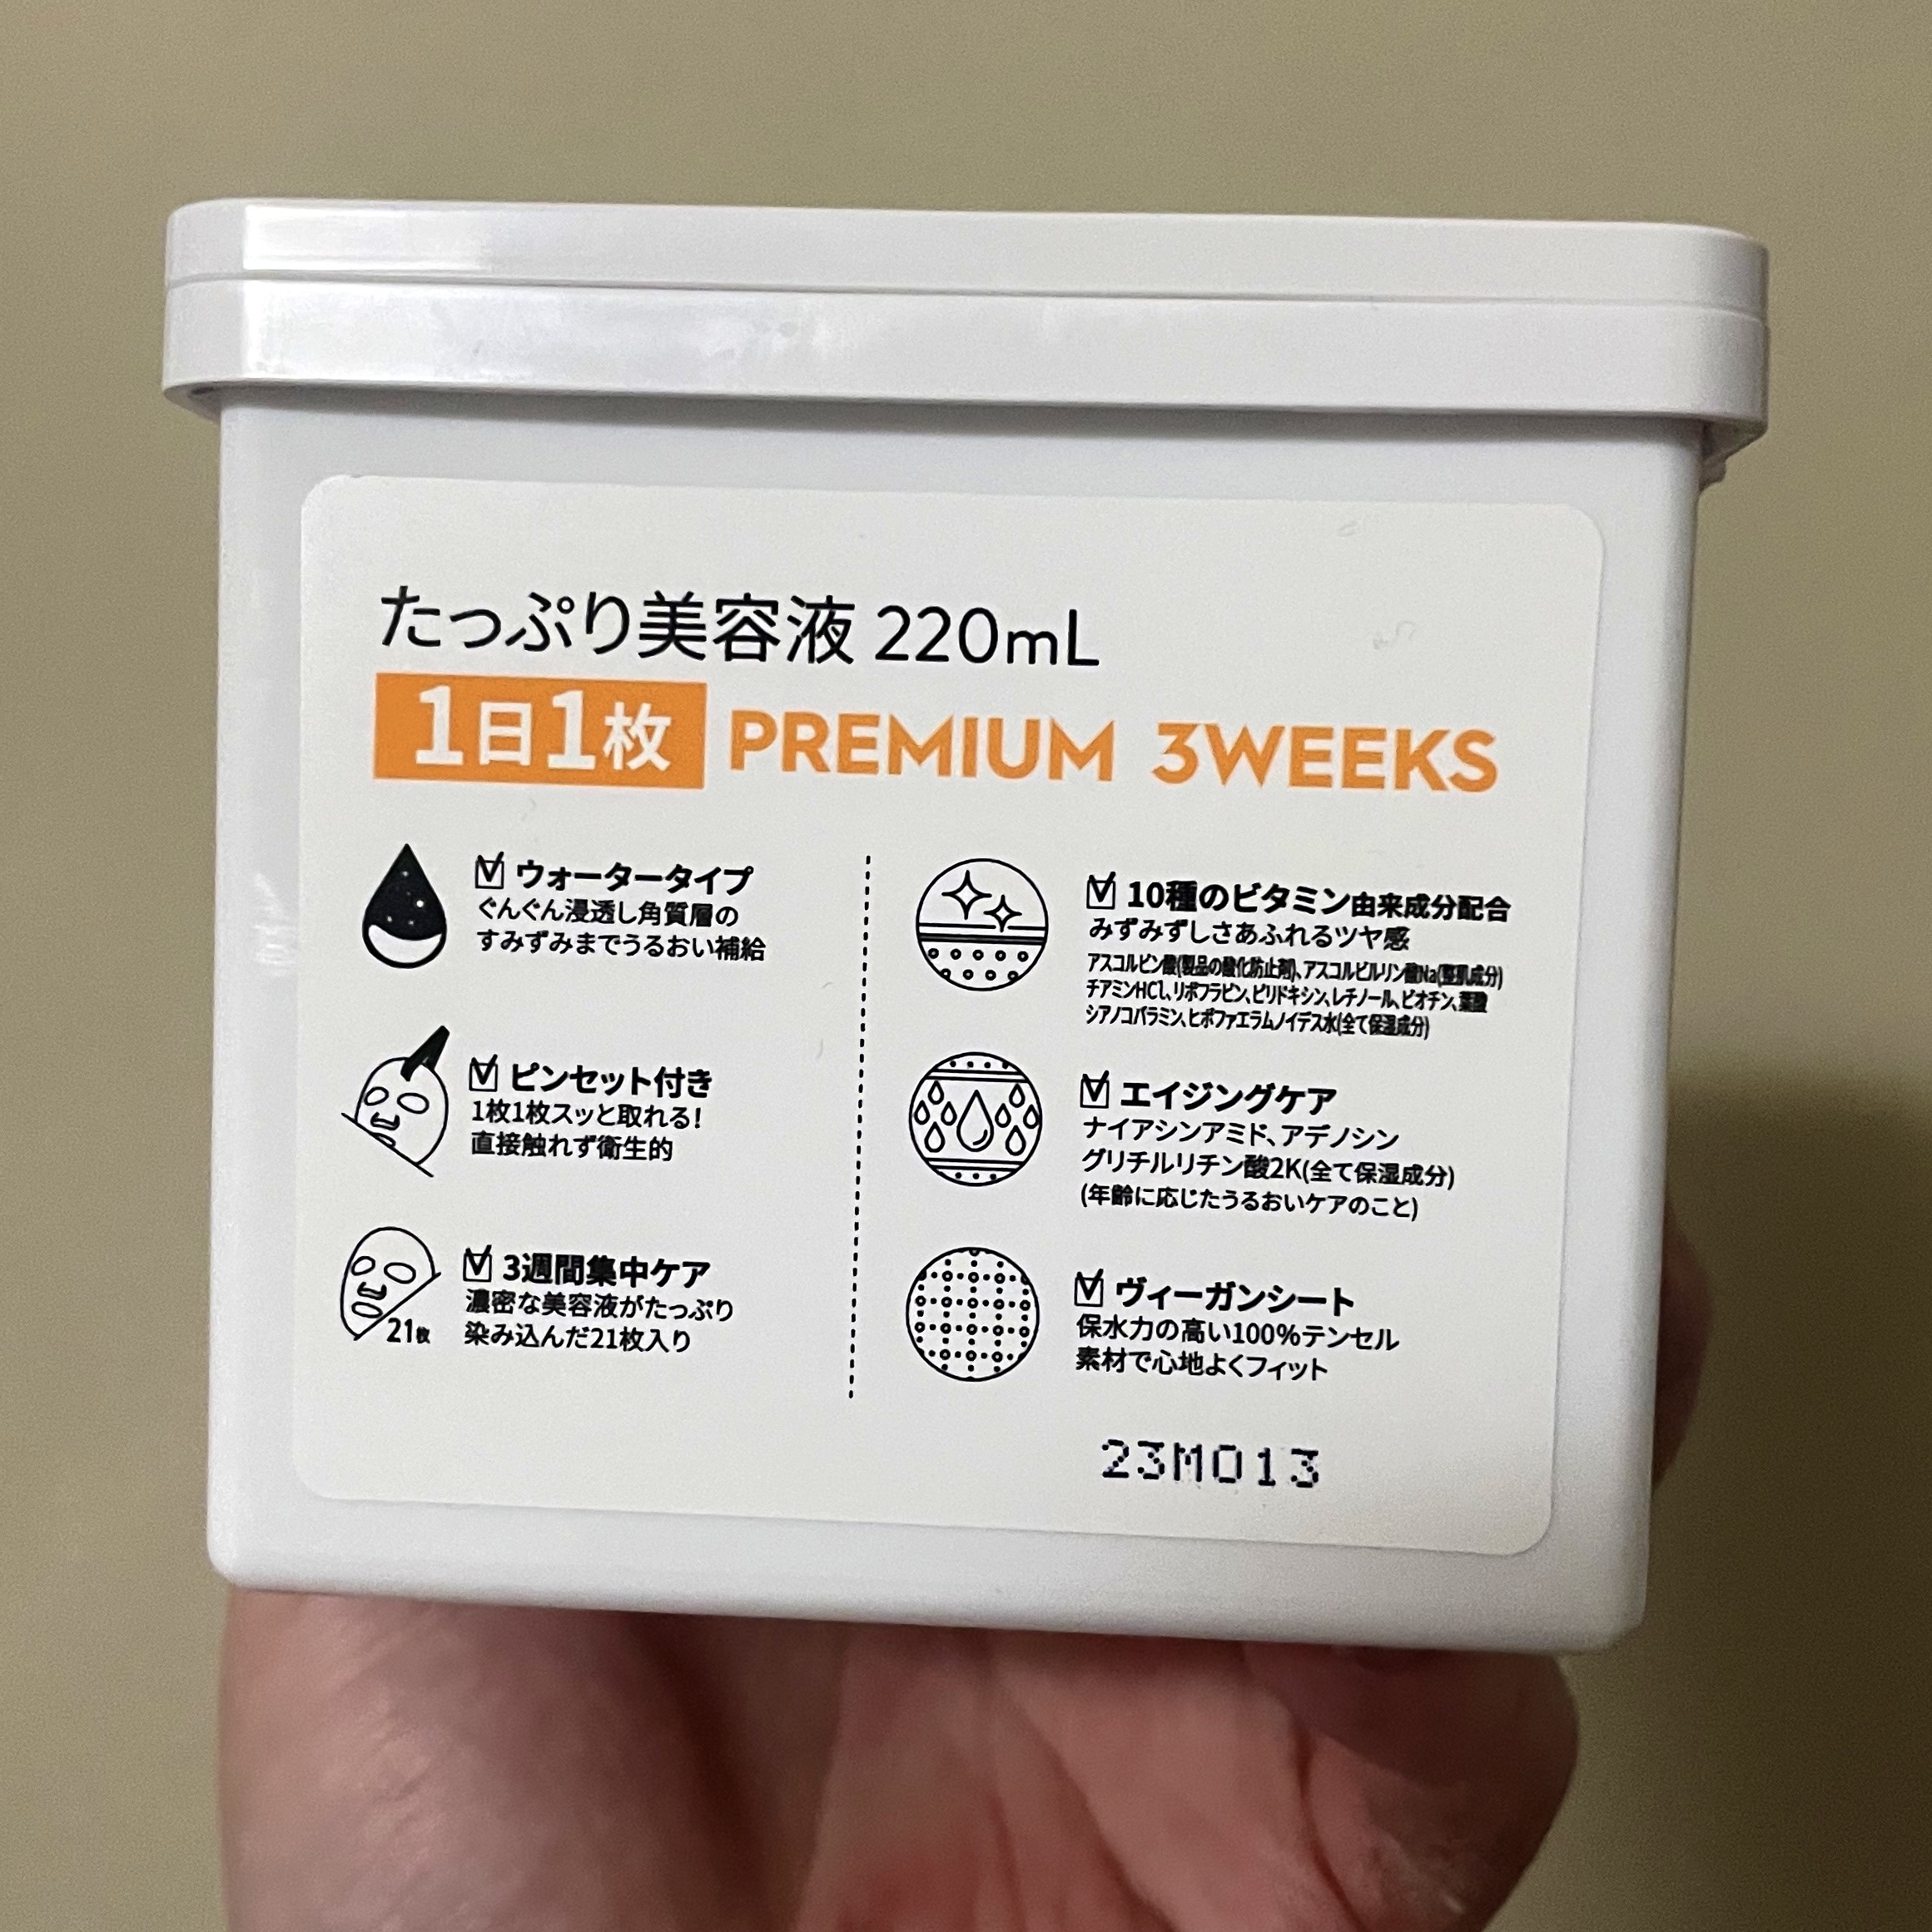 たっぷり美容液 220mL
1日1枚 PREMIUM 3WEEKS
ウォータータイプ
ぐんぐん浸透し角質層の
すみずみまでうるおい補給
ピンセット付き
1枚1枚スッと取れる!
直接触れず衛生的
21枚
3週間集中ケア
濃密な美容液がたっぷり
染み込んだ21枚入り
10種のビタミン由来成分配合
みずみずしさあふれるツヤ感
アスコルビン酸(製品の酸化防止剤)、アスコルビルリン酸Na(整肌成分)
チアミンHCl、リボフラビン、ピリドキシン、レチノール、ビオチン、葉酸
シアノコバラミン、ヒポファエラムノイデス水(全て保湿成分)
エイジングケア
ナイアシンアミド、アデノシン
グリチルリチン酸2K(全て保湿成分)
(年齢に応じたうるおいケアのこと)
ヴィーガンシート
保水力の高い100%テンセル
素材で心地よくフィット
23M013